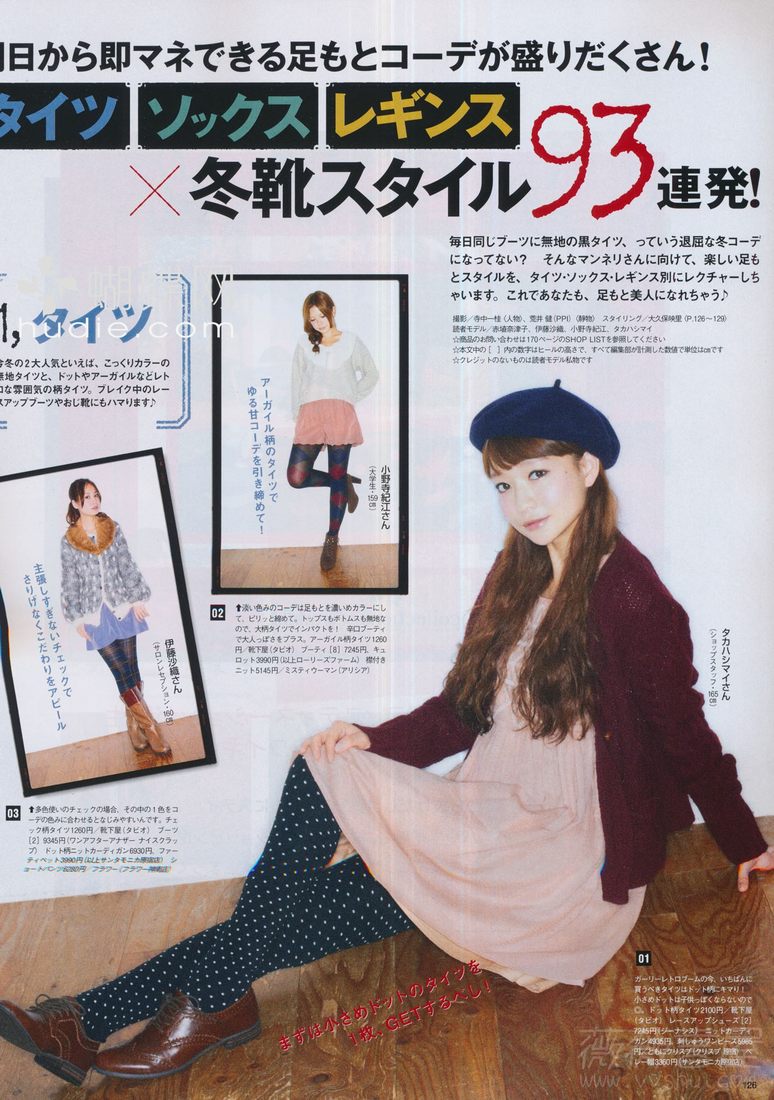 日から即マネできる足もとコーデが盛りだくさん!
タイツ ソックス レギンス
×冬靴スタイル93連発!
毎日同じブーツに無地の黒タイツ、っていう退屈な冬コーデ
になってない? そんなマンネリさんに向けて、楽しい足も
とスタイルを、タイツ・ソックス・レギンス別にレクチャーしち
ゃいます。これであなたも、足もと美人になれちゃう♪
撮影/寺中一桂(人物)、荒井 健(PPI)(静物) スタイリング/大久保映里(P.126〜129)
読者モデル/赤埴奈津子、伊藤沙織、小野寺紀江、タカハシマイ
☆商品のお問い合わせは170ページのSHOP LISTを参照してください
☆本文中の[ ]内の数字はヒールの高さで、すべて編集部が計測した数値で単位はcmです
☆クレジットのないものは読者モデル私物です
1, タイツ
hudie.com
今冬の2大人気といえば、こっくりカラーの
無地タイツと、ドットやアーガイルなどレト
ロな雰囲気の柄タイツ。ブレイク中のレー
スアップブーツやおじ靴にもハマります♪
アーガイル柄のタイツで
ゆる甘コーデを引き締めて!
小野寺紀江さん
(大学生・159cm)
02
⬆淡い色みのコーデは足もとを濃いめカラーにし
て、ピリッと締めて。トップスもボトムスも無地な
ので、大柄タイツでインパクトを! 辛口ブーティ
で大人っぽさをプラス。アーガイル柄タイツ1260
円/靴下屋(タビオ) ブーティ[8]7245円、キュ
ロット3990円(以上ローリーズファーム) 襟付き
ニット5145円/ミスティウーマン(アリシア)
主張しすぎないチェックで
さりげなくこだわりをアピール
伊藤沙織さん
(サロンレセプション・160cm)
03
⬆多色使いのチェックの場合、その中の1色をコ
ーデの色みに合わせるとなじみやすいんです。チェ
ック柄タイツ1260円/靴下屋(タビオ) ブーツ
[2]9345円(ワンアフターアナザー ナイスクラッ
プ) ドット柄ニットカーディガン6930円、ファー
ティペット3990円(以上サンタモニカ原宿店) シ
ョートパンツ6280円/フラワー(フラワー原宿店)
タカハシマイさん
(ショップスタッフ・165cm)
まずは小さめドットのタイツを
1枚、GETするべし!
01
ガーリーレトロブームの今、いちばんに
買うべきタイツはドット柄にキマリ!
小さめドットは子供っぽくならないので
◎。ドット柄タイツ2100円/靴下屋
(タビオ) レースアップシューズ[2]
7245円(ジーナシス) ニットカーディ
ガン4935円、刺しゅうワンピース5985
円/ともにクリスプ(クリスプ 原宿) ベ
レー帽3360円(サンタモニカ原宿店)
126